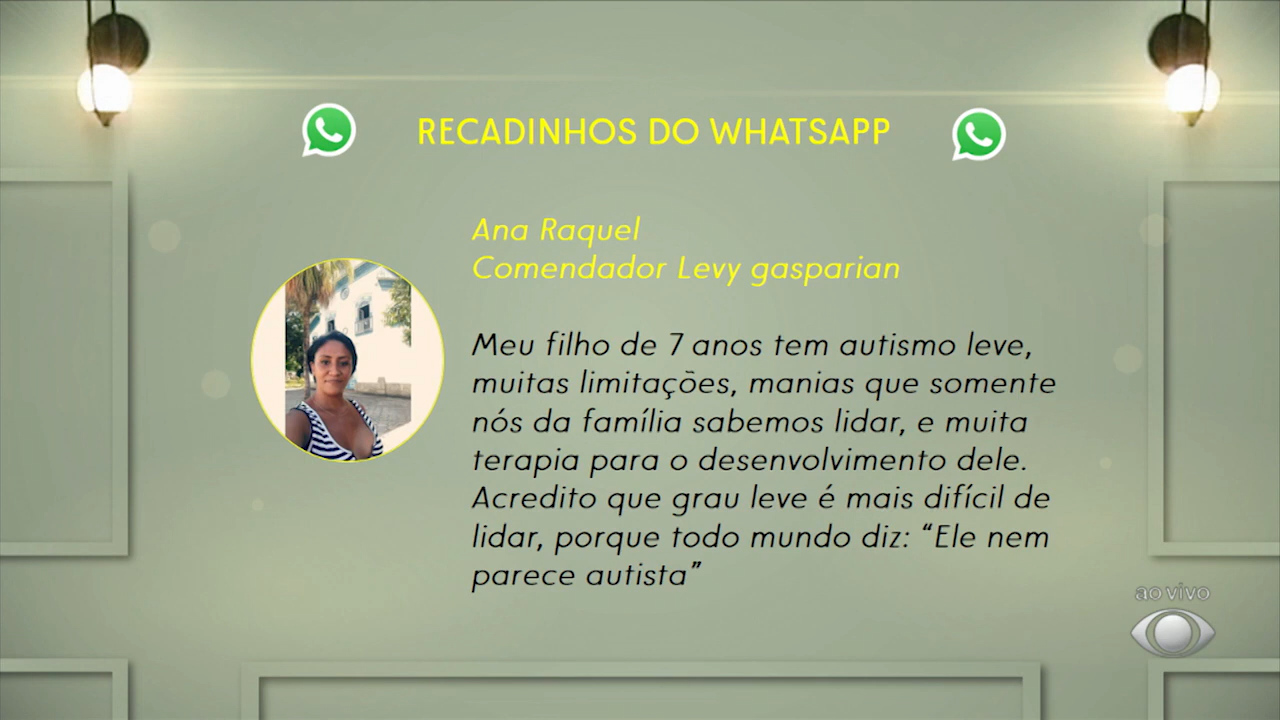 RECADINHOS DO WHATSAPP
Ana Raquel
Comendador Levy gasparian
Meu filho de 7 anos tem autismo leve,
muitas limitações, manias que somente
nós da família sabemos lidar, e muita
terapia para o desenvolvimento dele.
Acredito que grau leve é mais difícil de
lidar, porque todo mundo diz: “Ele nem
parece autista”
ao vivo